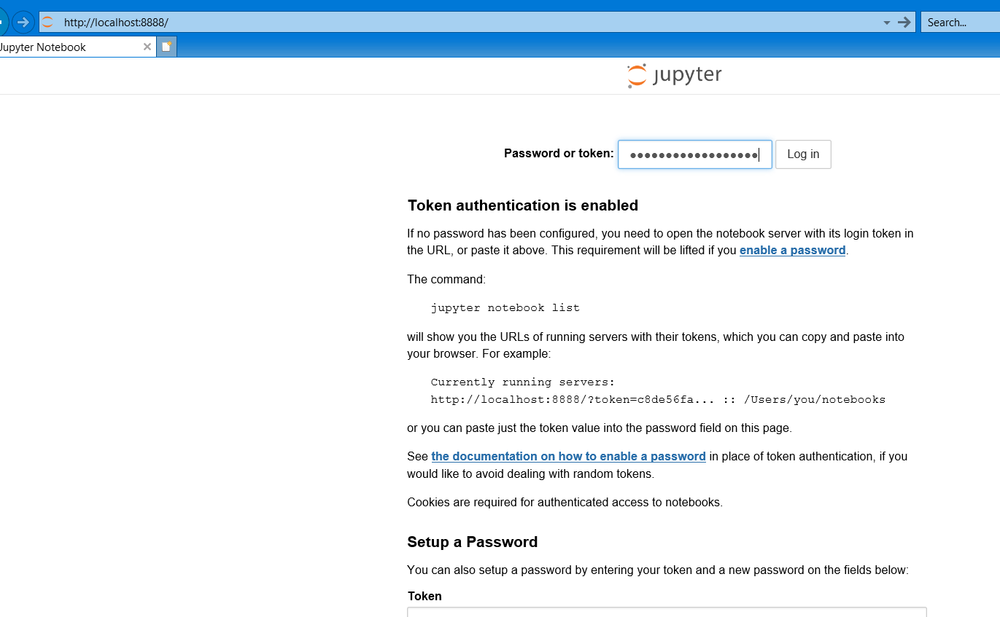 http://localhost:8888/
Search...
Jupyter Notebook
jupyter
Password or token:
Log in
Token authentication is enabled
If no password has been configured, you need to open the notebook server with its login token in
the URL, or paste it above. This requirement will be lifted if you enable a password.
The command:
jupyter notebook list
will show you the URLs of running servers with their tokens, which you can copy and paste into
your browser. For example:
Currently running servers:
http://localhost:8888/?token=c8de56fa... :: /Users/you/notebooks
or you can paste just the token value into the password field on this page.
See the documentation on how to enable a password in place of token authentication, if you
would like to avoid dealing with random tokens.
Cookies are required for authenticated access to notebooks.
Setup a Password
You can also setup a password by entering your token and a new password on the fields below:
Token